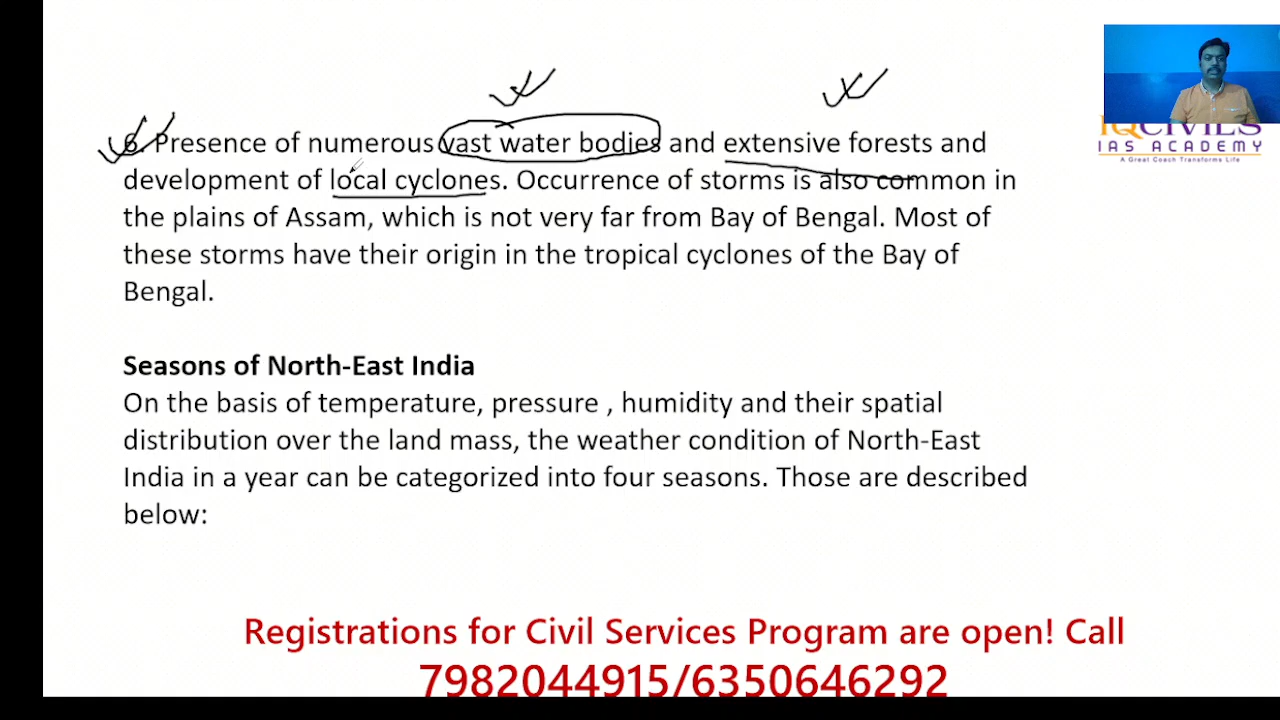 6. Presence of numerous vast water bodies and extensive forests and
development of local cyclones. Occurrence of storms is also common in
the plains of Assam, which is not very far from Bay of Bengal. Most of
these storms have their origin in the tropical cyclones of the Bay of
Bengal.
Seasons of North-East India
On the basis of temperature, pressure , humidity and their spatial
distribution over the land mass, the weather condition of North-East
India in a year can be categorized into four seasons. Those are described
below:
IQCIVILS
IAS ACADEMY
A Great Coach Transforms Life
Registrations for Civil Services Program are open! Call
7982044915/6350646292